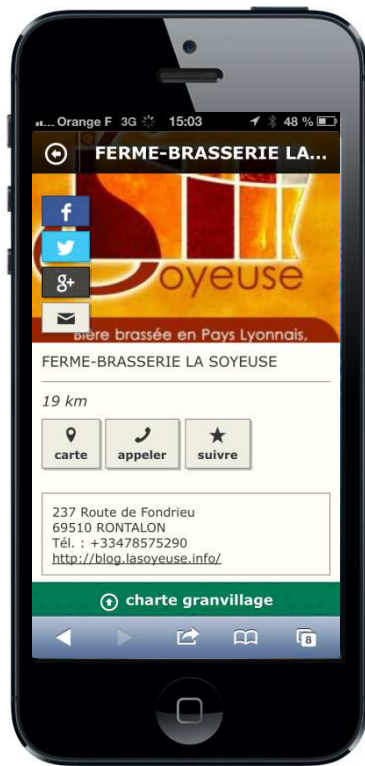 Orange F 3G 15:03 48 %
FERME-BRASSERIE LA...
f
g+
Soyeuse
Bière brassée en Pays Lyonnais,
FERME-BRASSERIE LA SOYEUSE
19 km
carte appeler suivre
237 Route de Fondrieu
69510 RONTALON
Tél. : +33478575290
http://blog.lasoyeuse.info/
charte granvillage
8